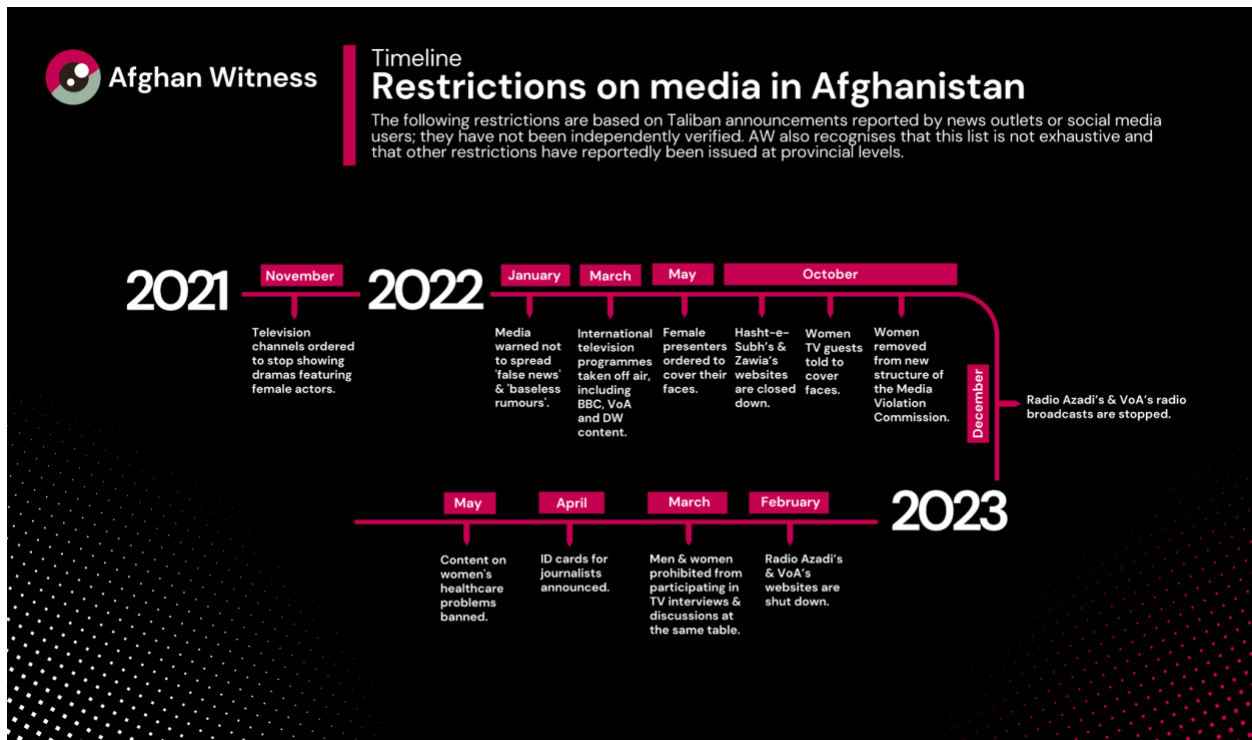 Afghan Witness
Timeline
Restrictions on media in Afghanistan
The following restrictions are based on Taliban announcements reported by news outlets or social media
users; they have not been independently verified. AW also recognises that this list is not exhaustive and
that other restrictions have reportedly been issued at provincial levels.
2021
November
Television
channels ordered
to stop showing
dramas featuring
female actors.
2022
January
Media
warned not
to spread
'false news'
& 'baseless
rumours'.
March
International
television
programmes
taken off air,
including
BBC, VoA
and DW
content.
May
Female
presenters
ordered to
cover their
faces.
October
Hasht-e-
Subh's &
Zawia's
websites
are closed
down.
Women
TV guests
told to
cover
faces.
Women
removed
from new
structure of
the Media
Violation
Commission.
December
Radio Azadi's & VoA's radio
broadcasts are stopped.
2023
February
Radio Azadi's
& VoA's
websites are
shut down.
March
Men & women
prohibited from
participating in
TV interviews &
discussions at
the same table.
April
ID cards for
journalists
announced.
May
Content on
women's
healthcare
problems
banned.